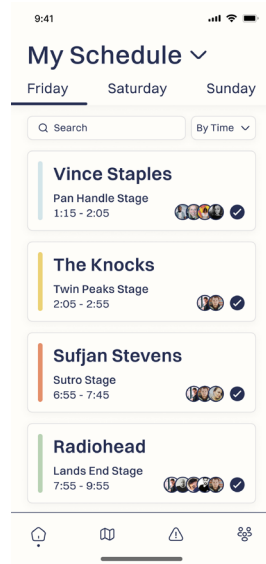 9:41
My Schedule
Friday Saturday Sunday
Search By Time
Vince Staples
Pan Handle Stage
1:15 - 2:05
The Knocks
Twin Peaks Stage
2:05 - 2:55
Sufjan Stevens
Sutro Stage
6:55 - 7:45
Radiohead
Lands End Stage
7:55 - 9:55